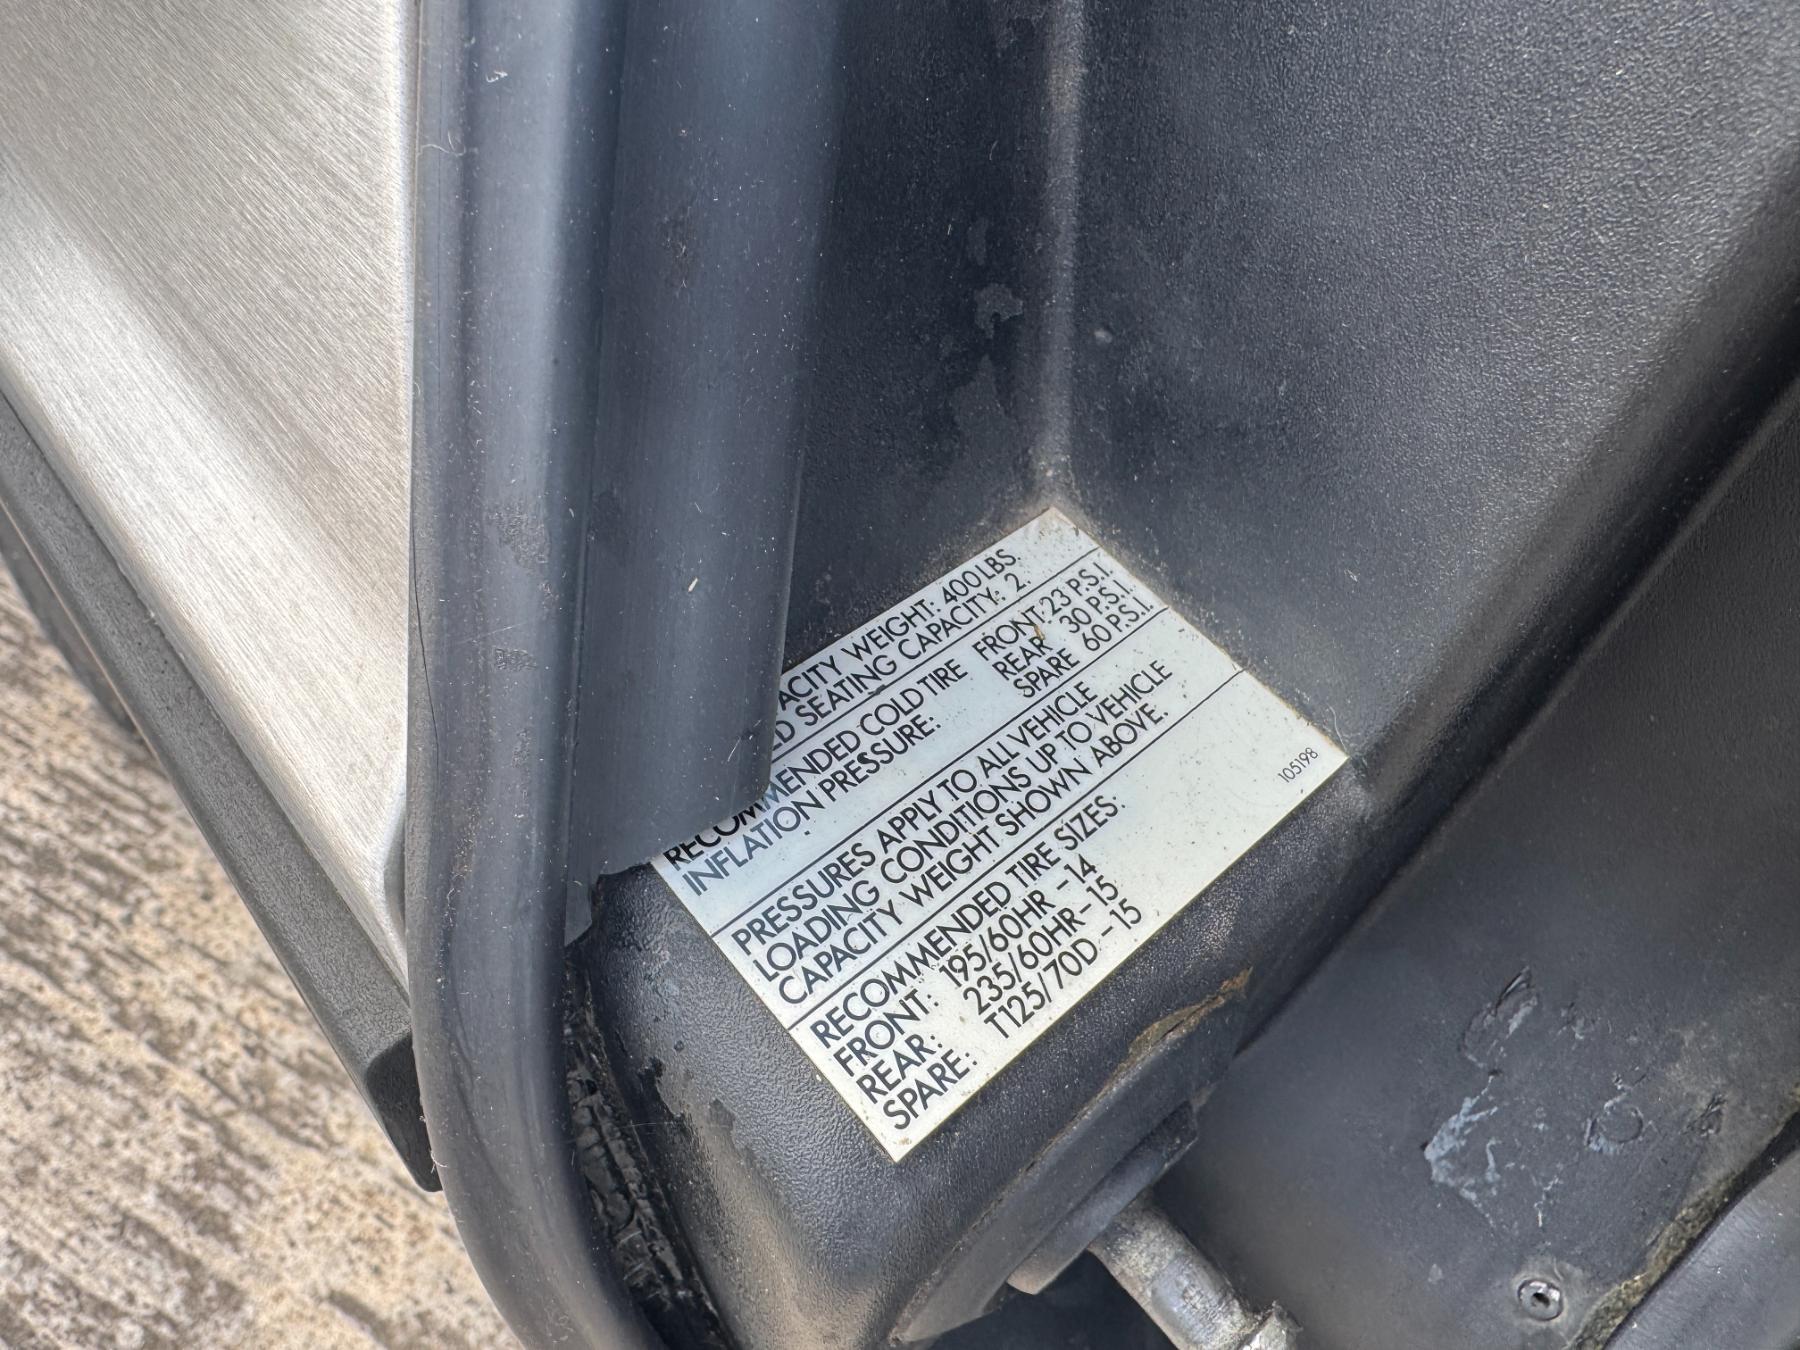 ACITY WEIGHT: 400 LBS.
ED SEATING CAPACITY: 2.
RECOMMENDED COLD TIRE FRONT: 23 P.S.I.
INFLATION PRESSURE: REAR 30 P.S.I.
SPARE 60 P.S.I.
PRESSURES APPLY TO ALL VEHICLE
LOADING CONDITIONS UP TO VEHICLE
CAPACITY WEIGHT SHOWN ABOVE.
RECOMMENDED TIRE SIZES:
FRONT: 195/60HR-14
REAR: 235/60HR-15
SPARE: T125/70D-15
105198